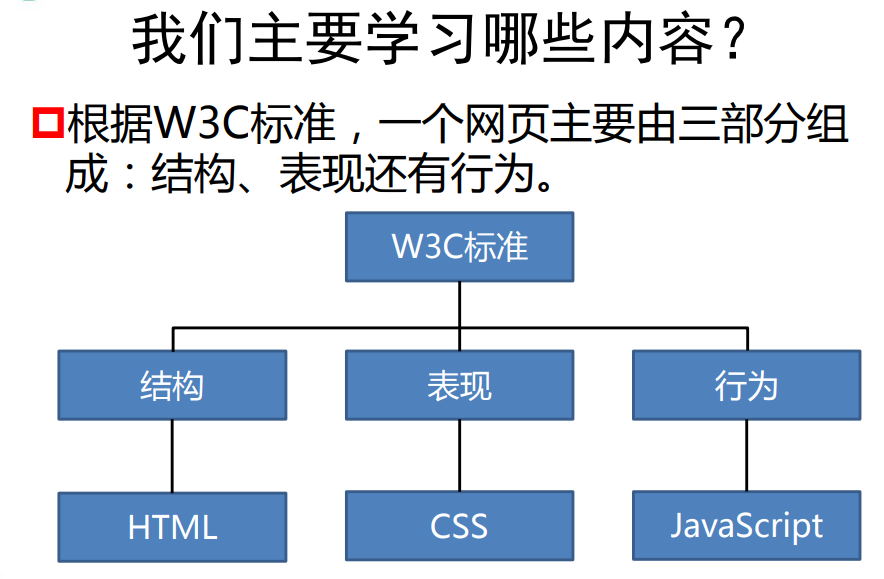 我们主要学习哪些内容？
根据W3C标准，一个网页主要由三部分组
成：结构、表现还有行为。
W3C标准
结构
表现
行为
HTML
CSS
JavaScript